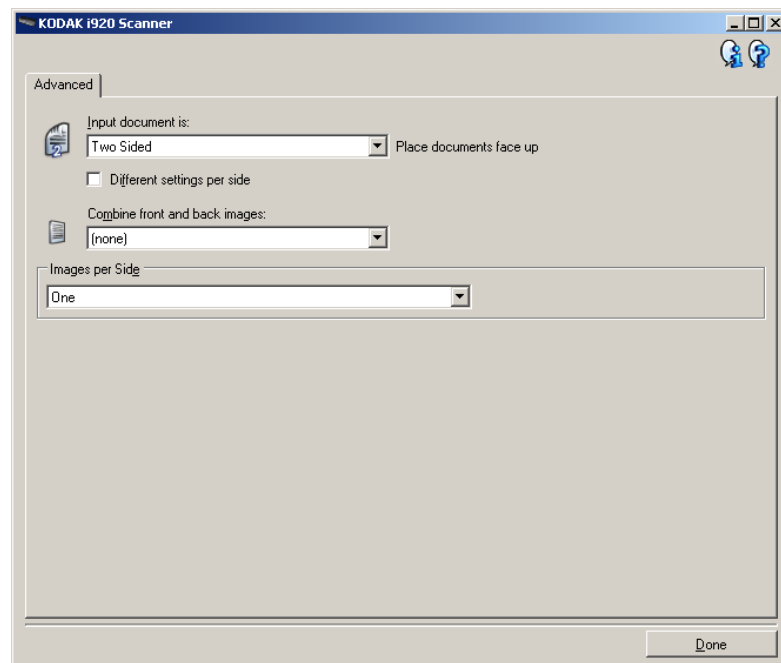 KODAK i920 Scanner
Advanced
Input document is:
Two Sided
Place documents face up
Different settings per side
Combine front and back images:
(none)
Images per Side
One
Done